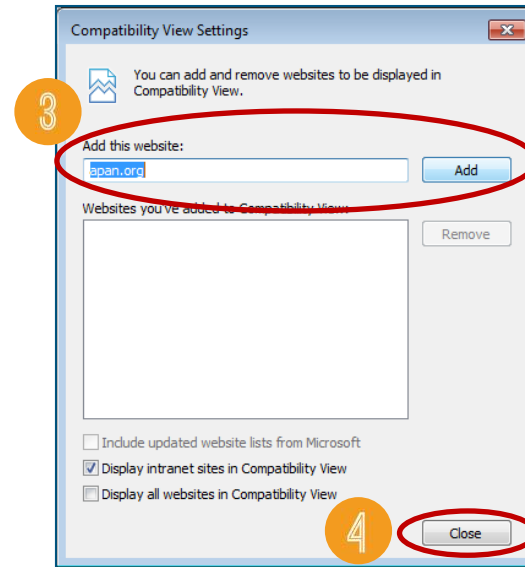 Compatibility View Settings
You can add and remove websites to be displayed in
Compatibility View.
3
Add this website:
apan.org
Add
Websites you've added to Compatibility View:
Remove
Include updated website lists from Microsoft
Display intranet sites in Compatibility View
Display all websites in Compatibility View
4
Close